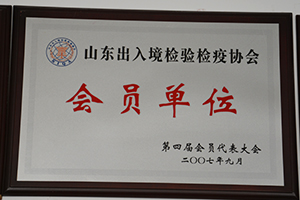 山东出入境检验检疫协会
会员单位
第四届会员代表大会
二〇〇七年九月